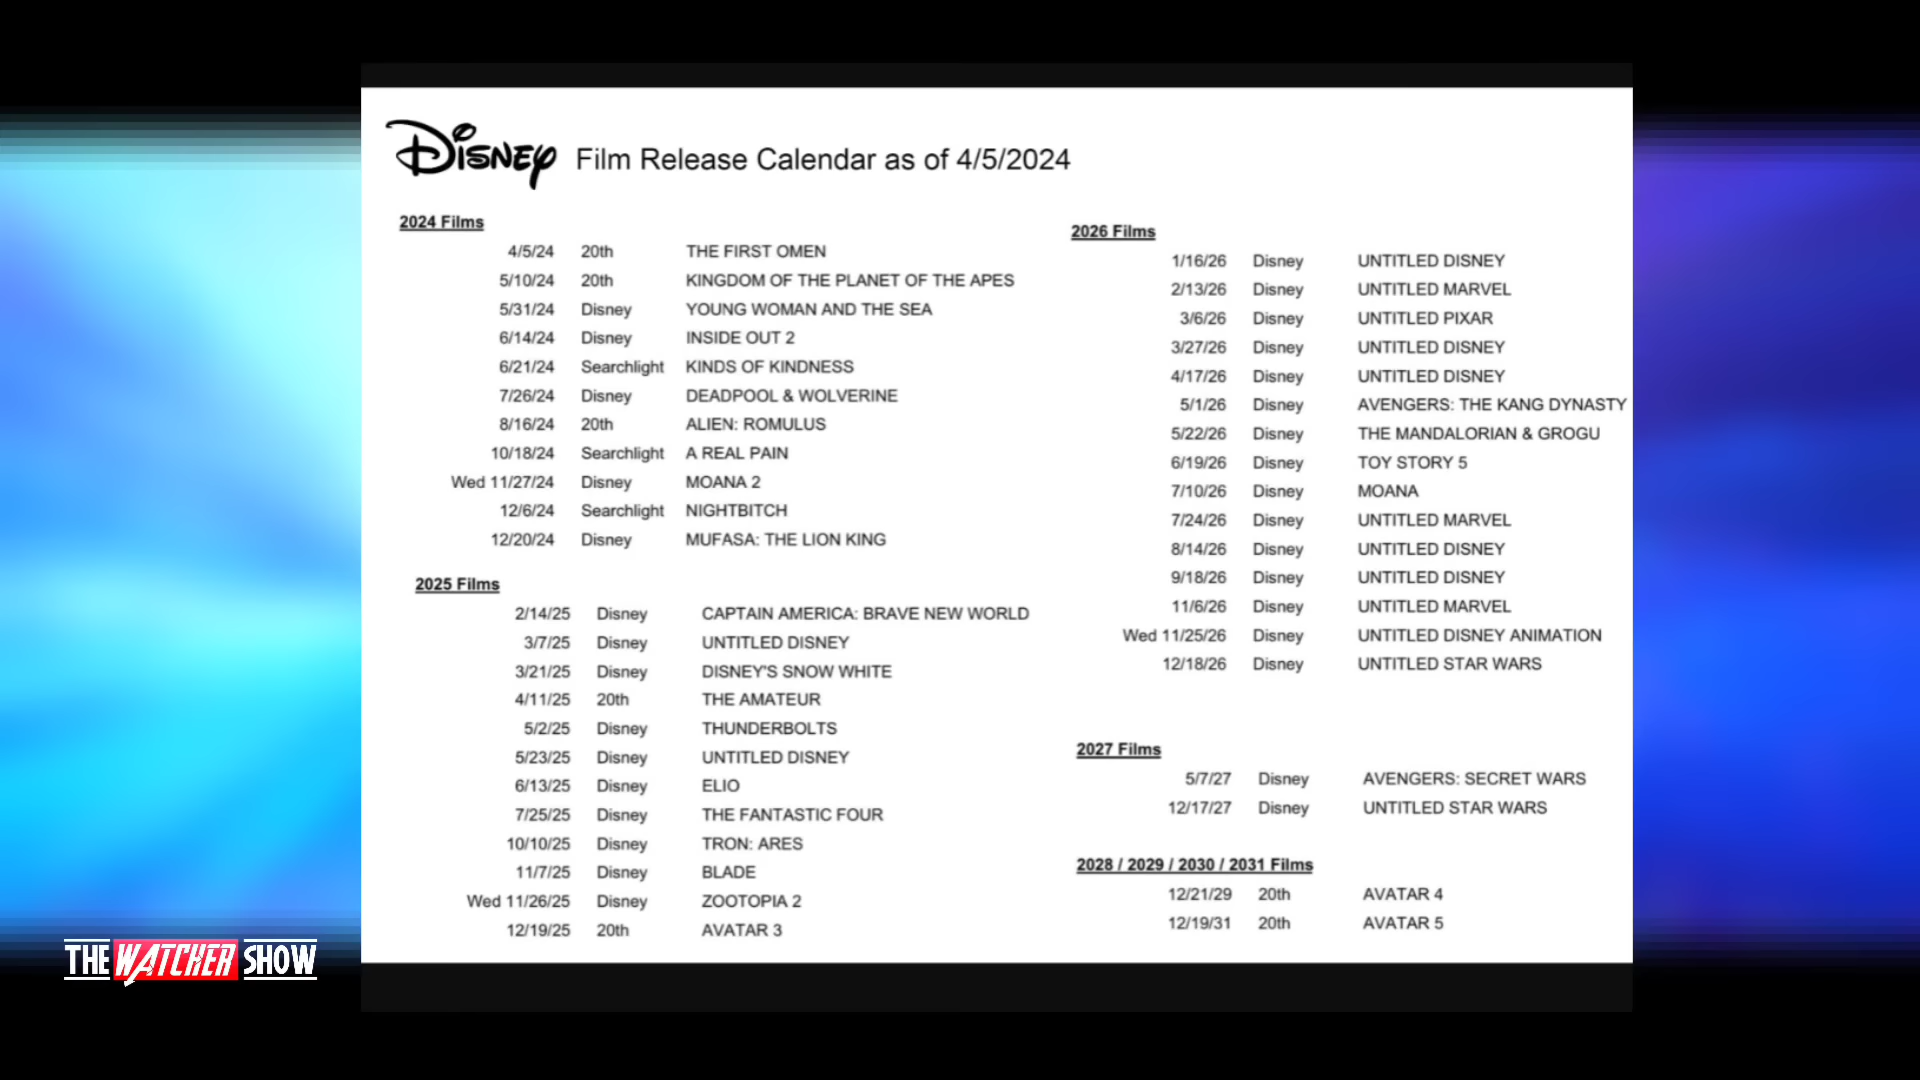 Disney Film Release Calendar as of 4/5/2024
2024 Films
4/5/24 20th THE FIRST OMEN
5/10/24 20th KINGDOM OF THE PLANET OF THE APES
5/31/24 Disney YOUNG WOMAN AND THE SEA
6/14/24 Disney INSIDE OUT 2
6/21/24 Searchlight KINDS OF KINDNESS
7/26/24 Disney DEADPOOL & WOLVERINE
8/16/24 20th ALIEN: ROMULUS
10/18/24 Searchlight A REAL PAIN
Wed 11/27/24 Disney MOANA 2
12/6/24 Searchlight NIGHTBITCH
12/20/24 Disney MUFASA: THE LION KING
2025 Films
2/14/25 Disney CAPTAIN AMERICA: BRAVE NEW WORLD
3/7/25 Disney UNTITLED DISNEY
3/21/25 Disney DISNEY'S SNOW WHITE
4/11/25 20th THE AMATEUR
5/2/25 Disney THUNDERBOLTS
5/23/25 Disney UNTITLED DISNEY
6/13/25 Disney ELIO
7/25/25 Disney THE FANTASTIC FOUR
10/10/25 Disney TRON: ARES
11/7/25 Disney BLADE
Wed 11/26/25 Disney ZOOTOPIA 2
12/19/25 20th AVATAR 3
2026 Films
1/16/26 Disney UNTITLED DISNEY
2/13/26 Disney UNTITLED MARVEL
3/6/26 Disney UNTITLED PIXAR
3/27/26 Disney UNTITLED DISNEY
4/17/26 Disney UNTITLED DISNEY
5/1/26 Disney AVENGERS: THE KANG DYNASTY
5/22/26 Disney THE MANDALORIAN & GROGU
6/19/26 Disney TOY STORY 5
7/10/26 Disney MOANA
7/24/26 Disney UNTITLED MARVEL
8/14/26 Disney UNTITLED DISNEY
9/18/26 Disney UNTITLED DISNEY
11/6/26 Disney UNTITLED MARVEL
Wed 11/25/26 Disney UNTITLED DISNEY ANIMATION
12/18/26 Disney UNTITLED STAR WARS
2027 Films
5/7/27 Disney AVENGERS: SECRET WARS
12/17/27 Disney UNTITLED STAR WARS
2028 / 2029 / 2030 / 2031 Films
12/21/29 20th AVATAR 4
12/19/31 20th AVATAR 5
THE WATCHER SHOW